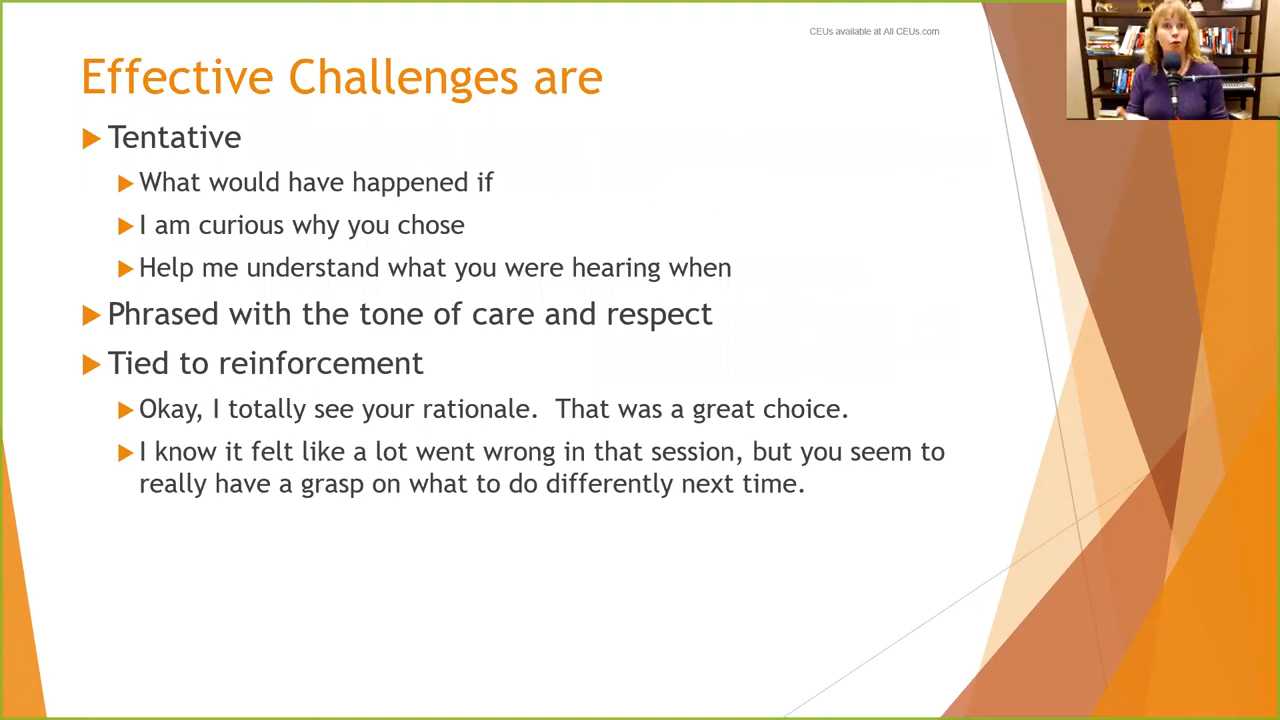 CEUs available at All CEUs.com
Effective Challenges are
Tentative
What would have happened if
I am curious why you chose
Help me understand what you were hearing when
Phrased with the tone of care and respect
Tied to reinforcement
Okay, I totally see your rationale.  That was a great choice.
I know it felt like a lot went wrong in that session, but you seem to
really have a grasp on what to do differently next time.